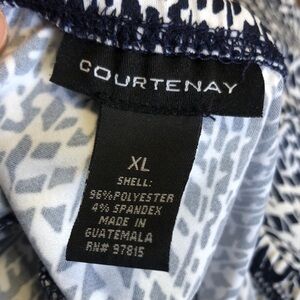 COURTENAY
XL
SHELL:
96% POLYESTER
4% SPANDEX
MADE IN
GUATEMALA
RN# 97815